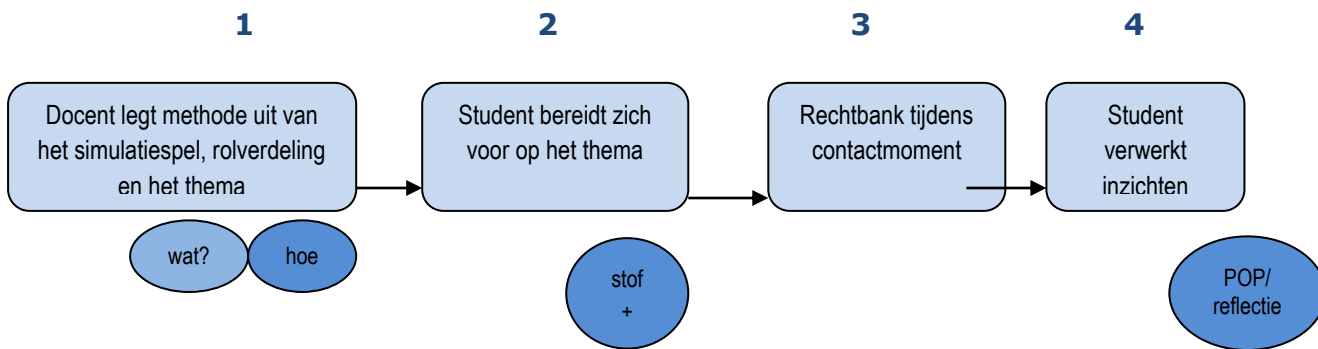 1
2
3
4
Docent legt methode uit van
het simulatiespel, rolverdeling
en het thema
Student bereidt zich
voor op het thema
Rechtbank tijdens
contactmoment
Student
verwerkt
inzichten
wat?
hoe
stof
+
POP/
reflectie